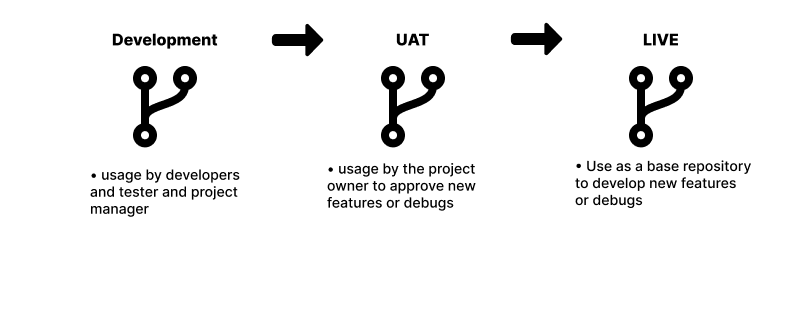 Development
UAT
LIVE
• usage by developers
and tester and project
manager
• usage by the project
owner to approve new
features or debugs
• Use as a base repository
to develop new features
or debugs